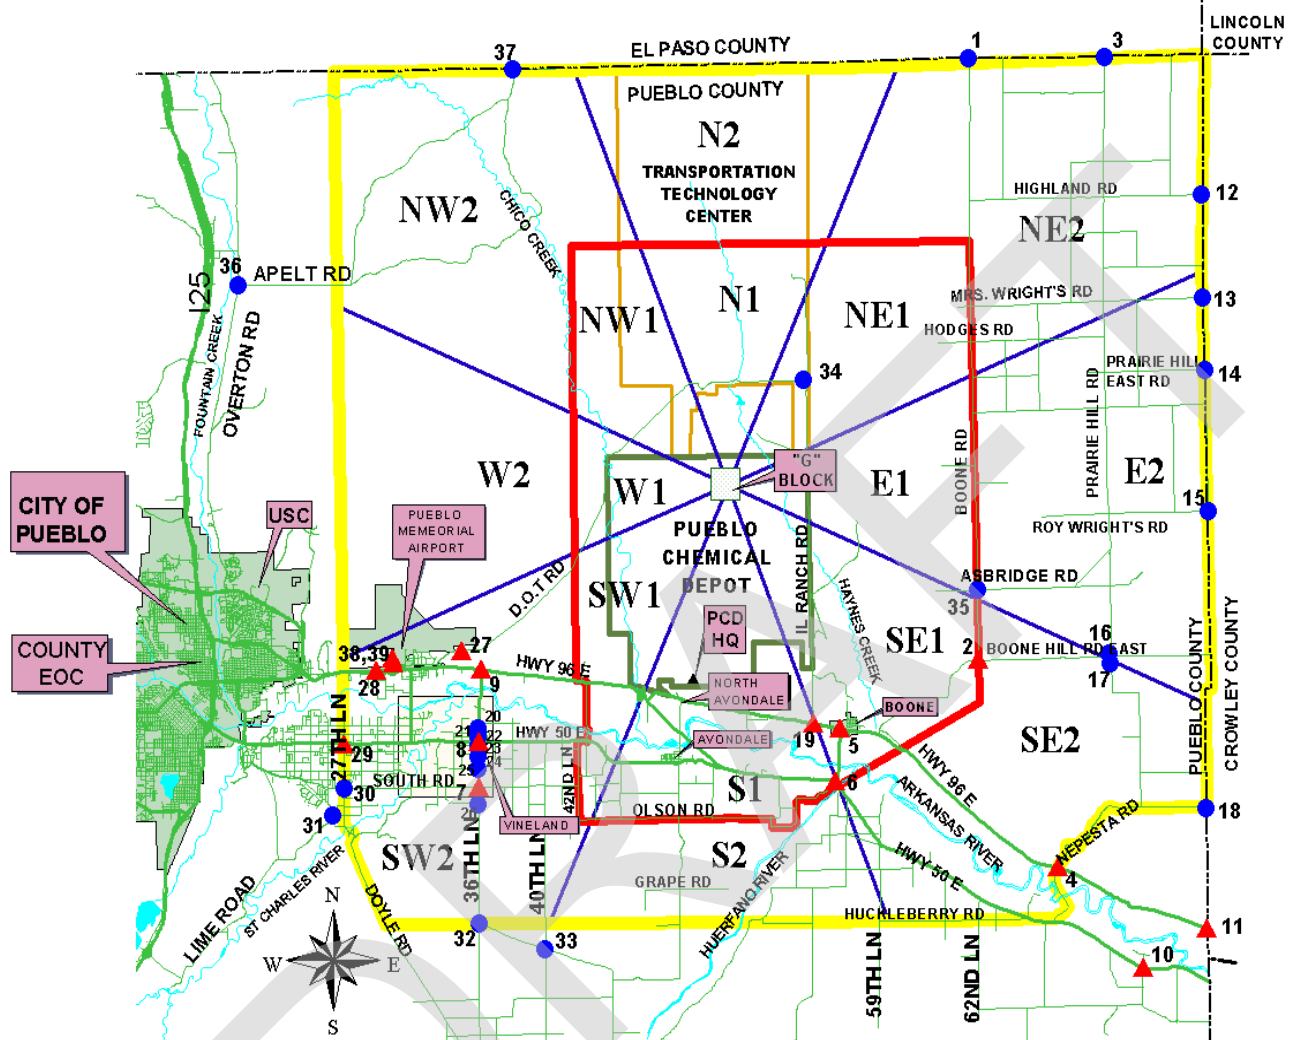 LINCOLN
COUNTY
EL PASO COUNTY
37
1
3
PUEBLO COUNTY
N2
TRANSPORTATION
TECHNOLOGY
CENTER
HIGHLAND RD
12
NW2
CHICO CREEK
NE2
36
APELT RD
I25
MRS. WRIGHT'S RD
13
N1
NW1
NE1
HODGES RD
FOUNTAIN CREEK
OVERTON RD
34
PRAIRIE HILL
EAST RD
14
PRAIRIE HILL RD
BOONE RD
"G"
BLOCK
W2
W1
E1
E2
15
CITY OF
PUEBLO
USC
PUEBLO
MEMEORIAL
AIRPORT
ROY WRIGHT'S RD
PUEBLO
CHEMICAL
DEPOT
IL RANCH RD
D.O.T RD
SW1
HAYNES CREEK
ASBRIDGE RD
35
PCD
HQ
SE1
16
2
BOONE HILL RD EAST
17
COUNTY
EOC
38,39
27
28
9
HWY 96 E
NORTH
AVONDALE
BOONE
PUEBLO COUNTY
CROWLEY COUNTY
27TH LN
20
21
22
8
23
24
25
HWY 50 E
AVONDALE
19
5
SE2
29
SOUTH RD
7
42ND LN
S1
6
HWY 96 E
ARKANSAS RIVER
30
26
VINELAND
OLSON RD
31
18
NEPESTA RD
SW2
36TH LN
40TH LN
S2
HWY 50 E
4
GRAPE RD
HUERFANO RIVER
ST CHARLES RIVER
LIME ROAD
DOYLE RD
HUCKLEBERRY RD
11
32
33
59TH LN
62ND LN
10
N
W
E
S
DRAFT